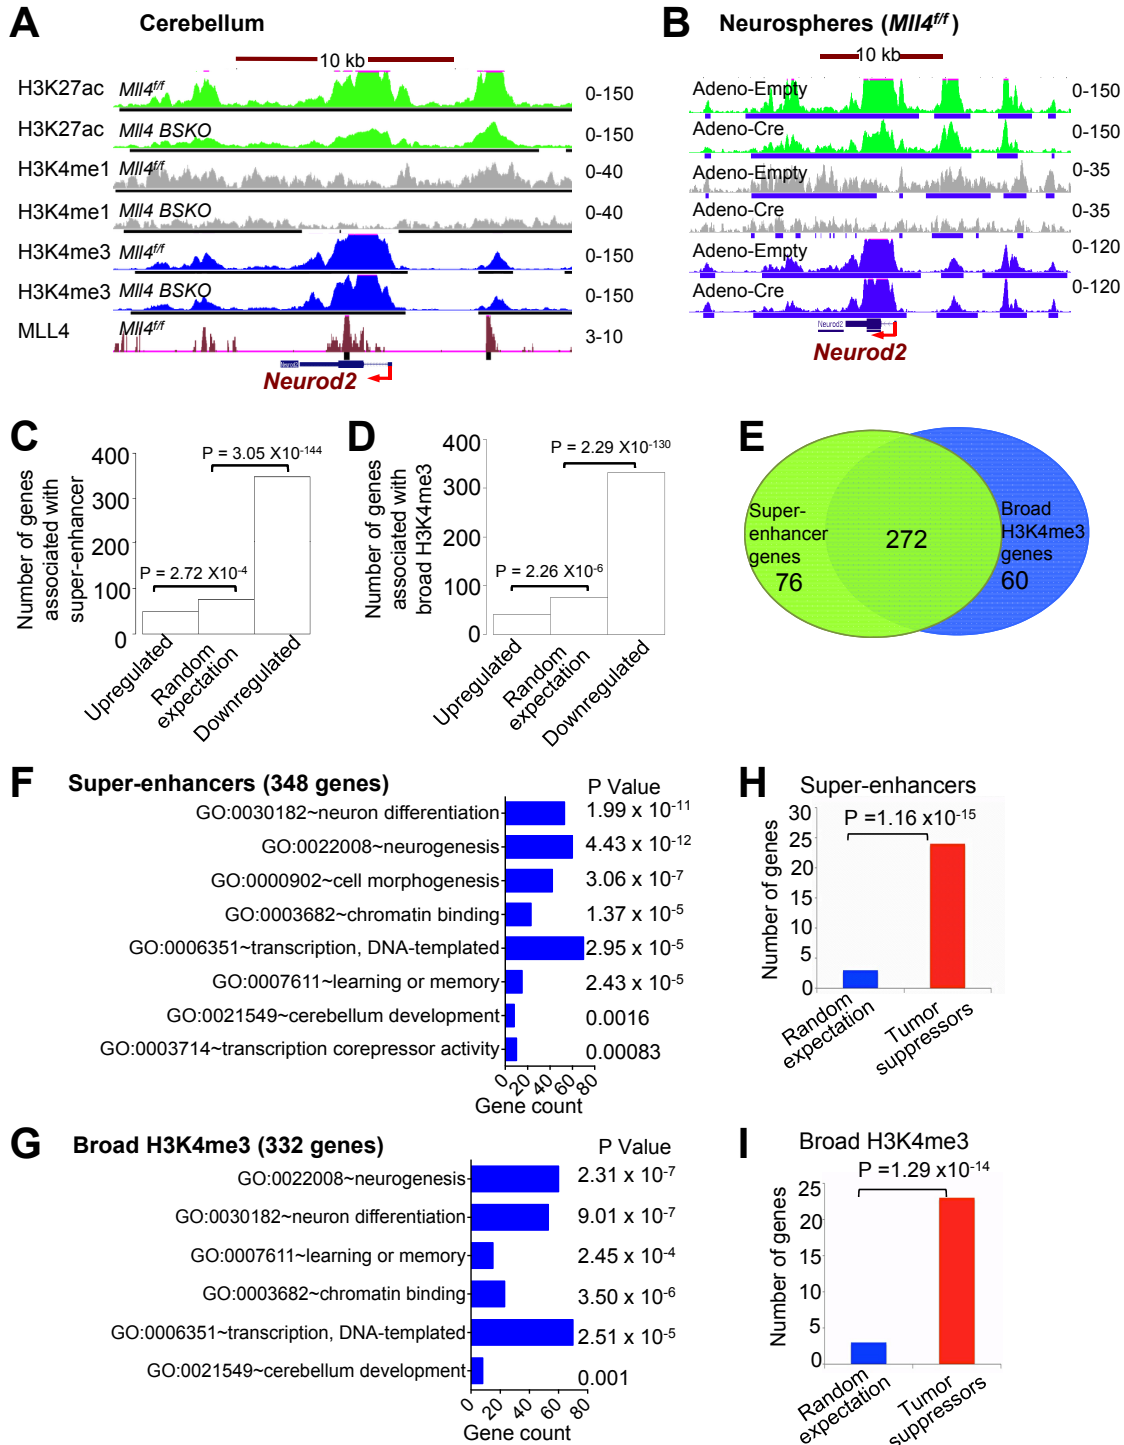 A Cerebellum
10 kb
H3K27ac Mll4f/f 0-150
H3K27ac Mll4 BSKO 0-150
H3K4me1 Mll4f/f 0-40
H3K4me1 Mll4 BSKO 0-40
H3K4me3 Mll4f/f 0-150
H3K4me3 Mll4 BSKO 0-150
MLL4 Mll4f/f 3-10
Neurod2
Neurod2
B Neurospheres (Mll4f/f)
10 kb
Adeno-Empty 0-150
Adeno-Cre 0-150
Adeno-Empty 0-35
Adeno-Cre 0-35
Adeno-Empty 0-120
Adeno-Cre 0-120
Neurod2
Neurod2
C
Number of genes
associated with
super-enhancer
400
300
200
100
0
P = 3.05 X10-144
P = 2.72 X10-4
Upregulated
Random
expectation
Downregulated
D
Number of genes
associated with
broad H3K4me3
400
300
200
100
0
P = 2.29 X10-130
P = 2.26 X10-6
Upregulated
Random
expectation
Downregulated
E
Super-
enhancer
genes
76
272
Broad
H3K4me3
genes
60
F Super-enhancers (348 genes)
P Value
GO:0030182~neuron differentiation 1.99 x 10-11
GO:0022008~neurogenesis 4.43 x 10-12
GO:0000902~cell morphogenesis 3.06 x 10-7
GO:0003682~chromatin binding 1.37 x 10-5
GO:0006351~transcription, DNA-templated 2.95 x 10-5
GO:0007611~learning or memory 2.43 x 10-5
GO:0021549~cerebellum development 0.0016
GO:0003714~transcription corepressor activity 0.00083
0 20 40 60 80
Gene count
G Broad H3K4me3 (332 genes)
P Value
GO:0022008~neurogenesis 2.31 x 10-7
GO:0030182~neuron differentiation 9.01 x 10-7
GO:0007611~learning or memory 2.45 x 10-4
GO:0003682~chromatin binding 3.50 x 10-6
GO:0006351~transcription, DNA-templated 2.51 x 10-5
GO:0021549~cerebellum development 0.001
0 20 40 60 80
Gene count
H Super-enhancers
Number of genes
30
25
20
15
10
5
0
P =1.16 x10-15
Random
expectation
Tumor
suppressors
I Broad H3K4me3
P =1.29 x10-14
Number of genes
25
20
15
10
5
0
Random
expectation
Tumor
suppressors